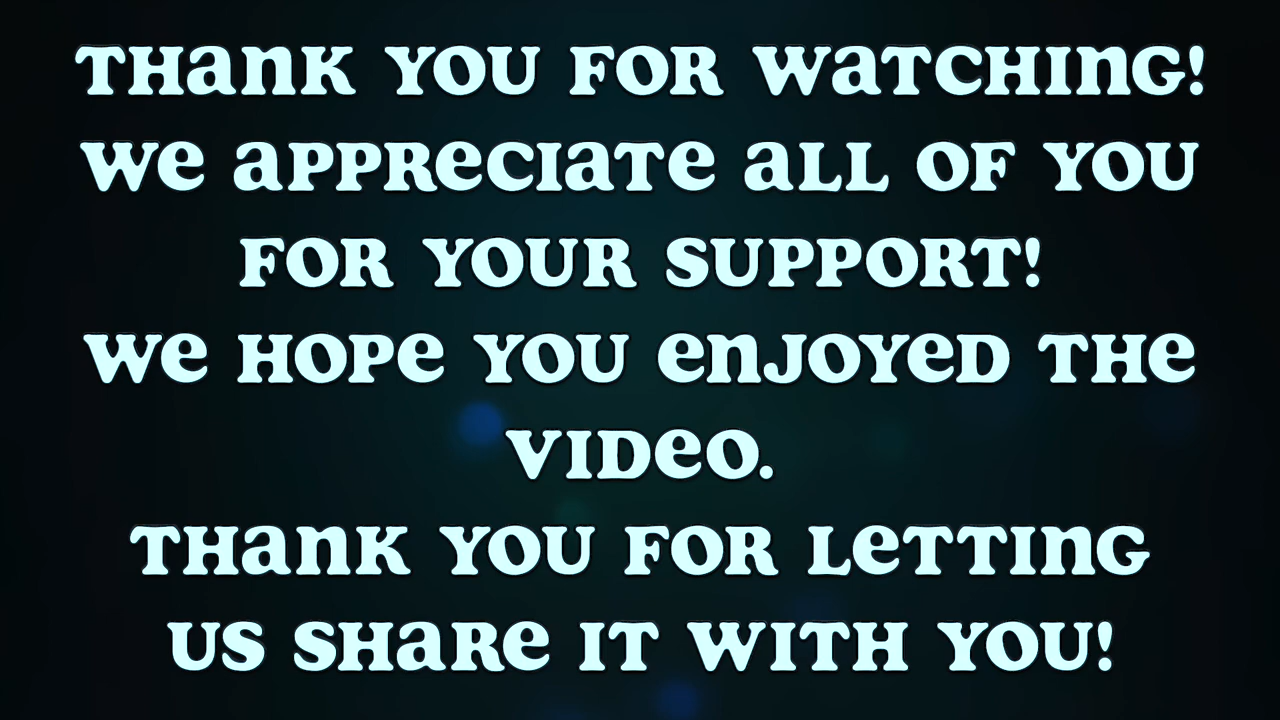 THANK YOU FOR WATCHING!
WE APPRECIATE ALL OF YOU
FOR YOUR SUPPORT!
WE HOPE YOU ENJOYED THE
VIDEO.
THANK YOU FOR LETTING
US SHARE IT WITH YOU!